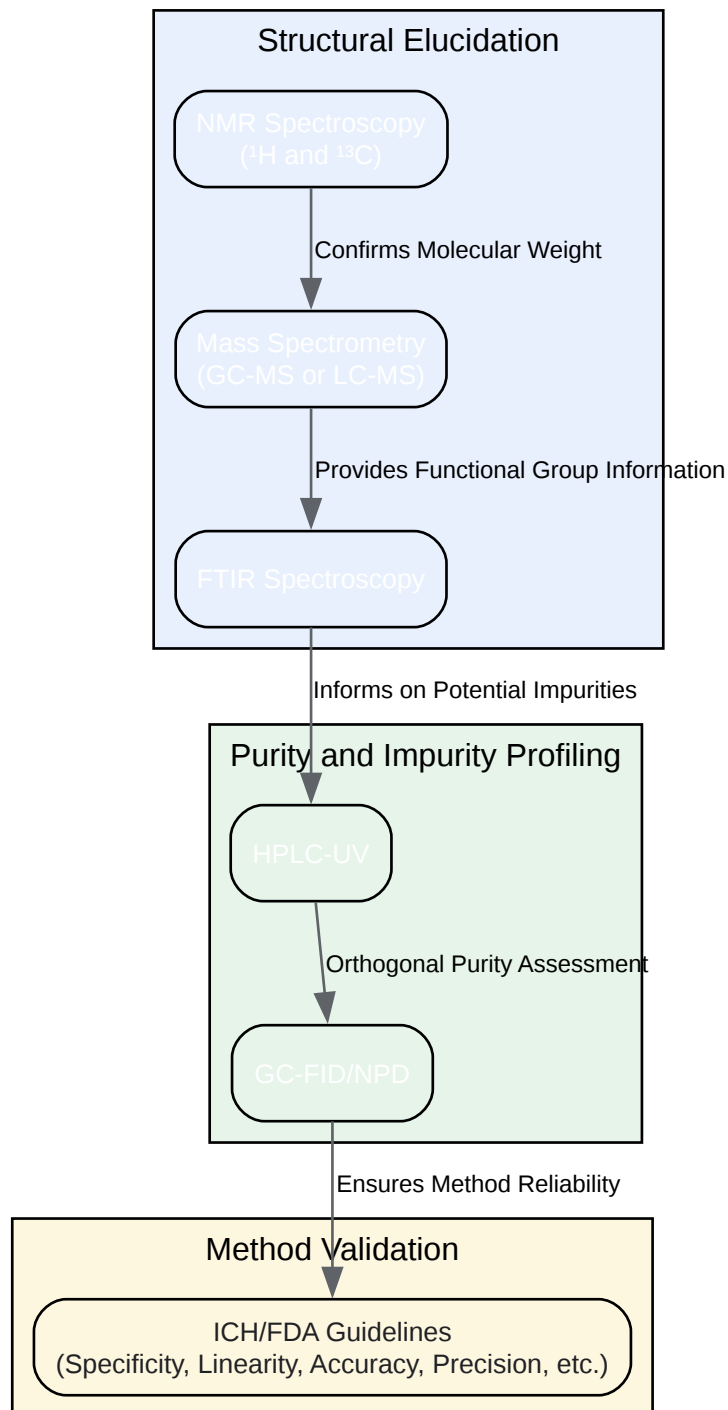 Structural Elucidation
NMR Spectroscopy
(¹H and ¹³C)
Confirms Molecular Weight
Mass Spectrometry
(GC-MS or LC-MS)
Provides Functional Group Information
FTIR Spectroscopy
Informs on Potential Impurities
Purity and Impurity Profiling
HPLC-UV
Orthogonal Purity Assessment
GC-FID/NPD
Ensures Method Reliability
Method Validation
ICH/FDA Guidelines
(Specificity, Linearity, Accuracy, Precision, etc.)